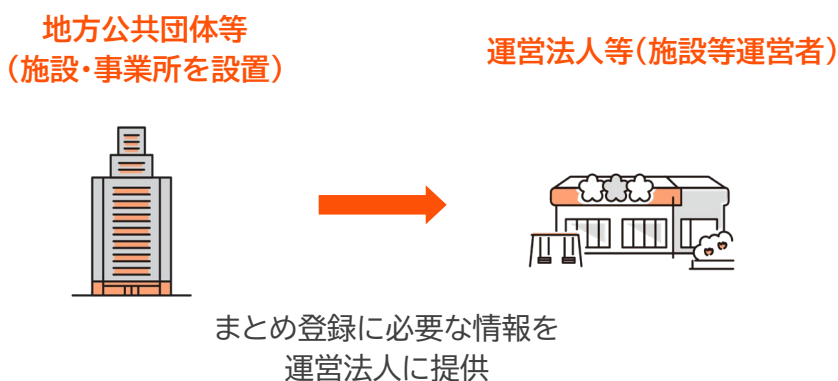 地方公共団体等
（施設・事業所を設置）
運営法人等（施設等運営者）
まとめ登録に必要な情報を
運営法人に提供